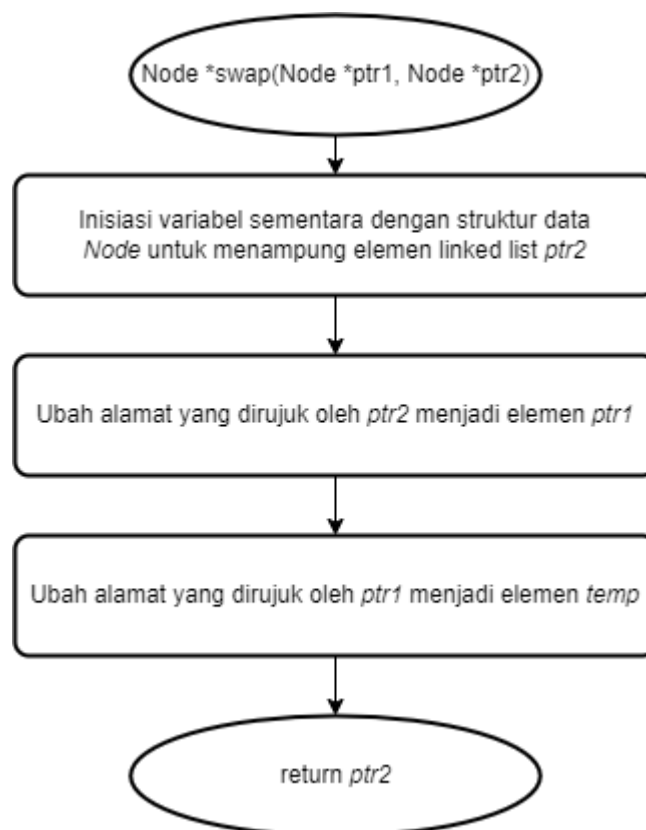 Node *swap(Node *ptr1, Node *ptr2)
Inisiasi variabel sementara dengan struktur data
Node untuk menampung elemen linked list ptr2
Ubah alamat yang dirujuk oleh ptr2 menjadi elemen ptr1
Ubah alamat yang dirujuk oleh ptr1 menjadi elemen temp
return ptr2